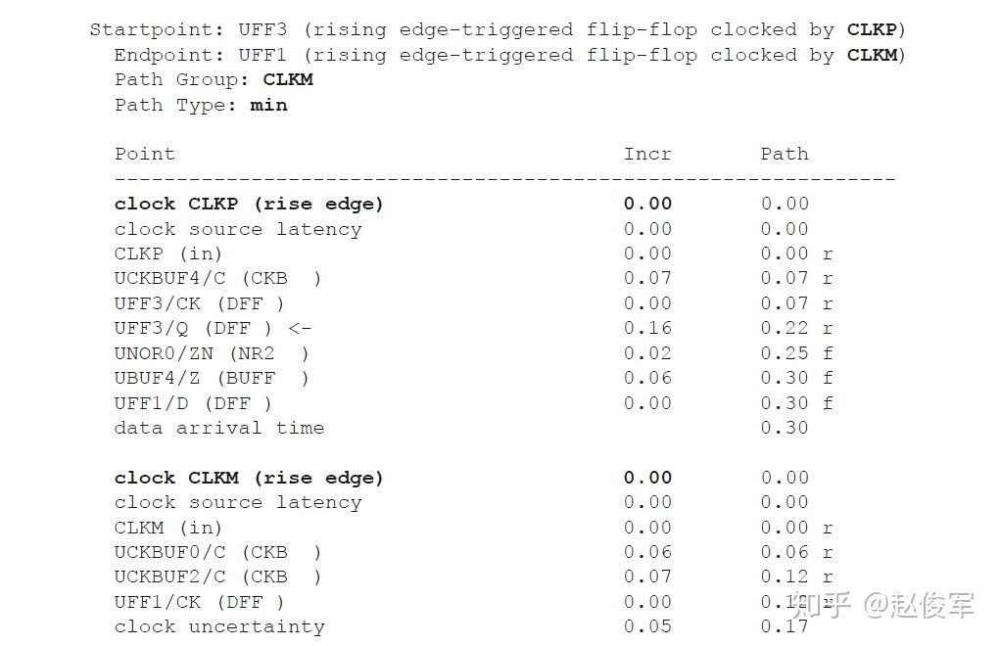 Startpoint: UFF3 (rising edge-triggered flip-flop clocked by CLKP)
Endpoint: UFF1 (rising edge-triggered flip-flop clocked by CLKM)
Path Group: CLKM
Path Type: min
Point Incr Path
---------------------------------------------------------------
clock CLKP (rise edge) 0.00 0.00
clock source latency 0.00 0.00
CLKP (in) 0.00 0.00 r
UCKBUF4/C (CKB  ) 0.07 0.07 r
UFF3/CK (DFF ) 0.00 0.07 r
UFF3/Q (DFF ) <- 0.16 0.22 r
UNOR0/ZN (NR2  ) 0.02 0.25 f
UBUF4/Z (BUFF  ) 0.06 0.30 f
UFF1/D (DFF ) 0.00 0.30 f
data arrival time 0.30
clock CLKM (rise edge) 0.00 0.00
clock source latency 0.00 0.00
CLKM (in) 0.00 0.00 r
UCKBUF0/C (CKB  ) 0.06 0.06 r
UCKBUF2/C (CKB  ) 0.07 0.12 r
UFF1/CK (DFF ) 0.00 0.12 r
clock uncertainty 0.05 0.17
知乎 @赵俊军